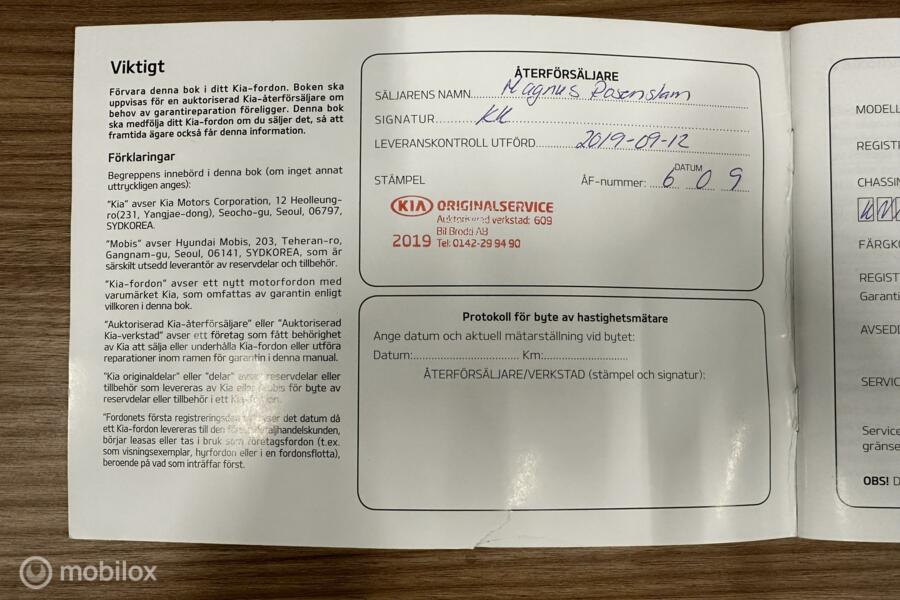 Viktigt
Förvara denna bok i ditt Kia-fordon. Boken ska
uppvisas för en auktoriserad Kia-återförsäljare om
behov av garantireparation föreligger. Denna bok
ska medfölja ditt Kia-fordon om du säljer det, så att
framtida ägare också får denna information.
Förklaringar
Begreppens innebörd i denna bok (om inget annat
uttryckligen anges):
"Kia" avser Kia Motors Corporation, 12 Heolleung-
ro(231, Yangjae-dong), Seocho-gu, Seoul, 06797,
SYDKOREA.
"Mobis" avser Hyundai Mobis, 203, Teheran-ro,
Gangnam-gu, Seoul, 06141, SYDKOREA, som är
särskilt utsedd leverantör av reservdelar och tillbehör.
"Kia-fordon" avser ett nytt motorfordon med
varumärket Kia, som omfattas av garantin enligt
villkoren i denna bok.
"Auktoriserad Kia-återförsäljare" eller "Auktoriserad
Kia-verkstad" avser ett företag som fått behörighet
av Kia att sälja eller underhålla Kia-fordon eller utföra
reparationer inom ramen för garantin i denna manual.
"Kia originaldelar" eller "delar" avser reservdelar eller
tillbehör som levereras av Kia eller Mobis för byte av
reservdelar eller tillbehör i ett Kia-fordon.
"Fordonets första registreringsdatum" avser det datum då
ett Kia-fordon levereras till den första detaljhandelskunden,
börjar leasas eller tas i bruk som företagsfordon (t.ex.
som visningsexemplar, hyrfordon eller i en fordonsflotta),
beroende på vad som inträffar först.
ÅTERFÖRSÄLJARE
SÄLJARENS NAMN Magnus
SIGNATUR
LEVERANSKONTROLL UTFÖRD 2019-09-12
DATUM
STÄMPEL
ÅF-nummer: 6 0 9
KIA ORIGINALSERVICE
Auktoriserad verkstad: 609
Bil Brodd AB
2019 Tel: 0142-29 94 90
Protokoll för byte av hastighetsmätare
Ange datum och aktuell mätarställning vid bytet:
Datum: Km:
ÅTERFÖRSÄLJARE/VERKSTAD (stämpel och signatur):
MODELL
REGIST
CHASSI
FÄRGKO
REGIST
Garanti
AVSED
SERVIC
Service
gränse
OBS! D
mobilox